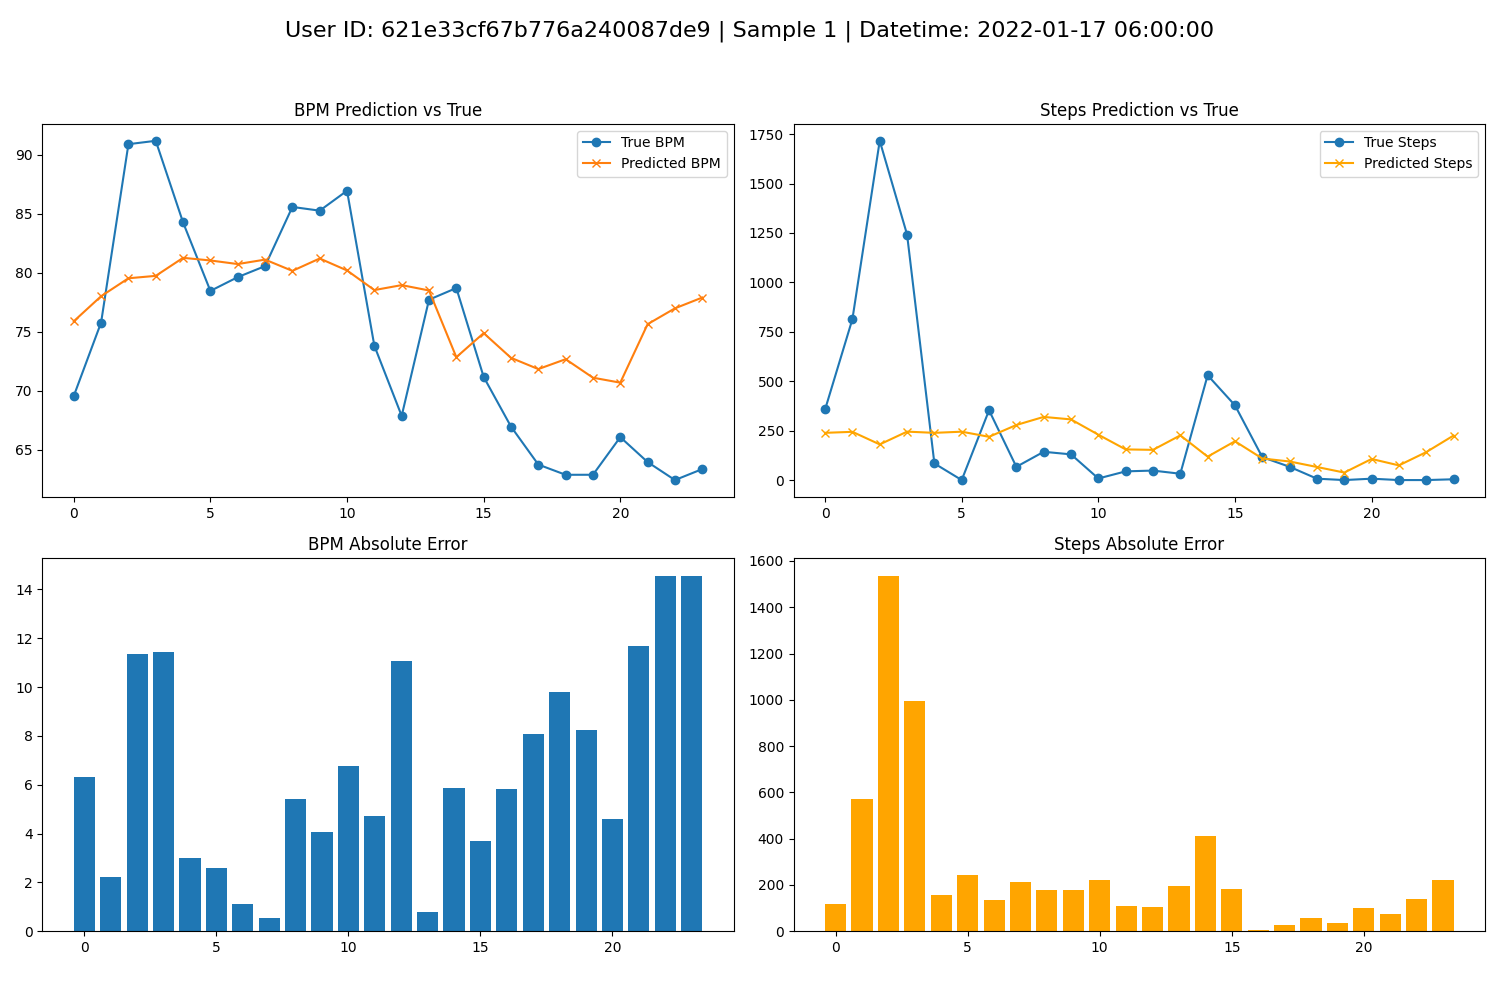 User ID: 621e33cf67b776a240087de9 | Sample 1 | Datetime: 2022-01-17 06:00:00
BPM Prediction vs True
True BPM
Predicted BPM
90
85
80
75
70
65
0 5 10 15 20
Steps Prediction vs True
True Steps
Predicted Steps
1750
1500
1250
1000
750
500
250
0
0 5 10 15 20
BPM Absolute Error
14
12
10
8
6
4
2
0
0 5 10 15 20
Steps Absolute Error
1600
1400
1200
1000
800
600
400
200
0
0 5 10 15 20